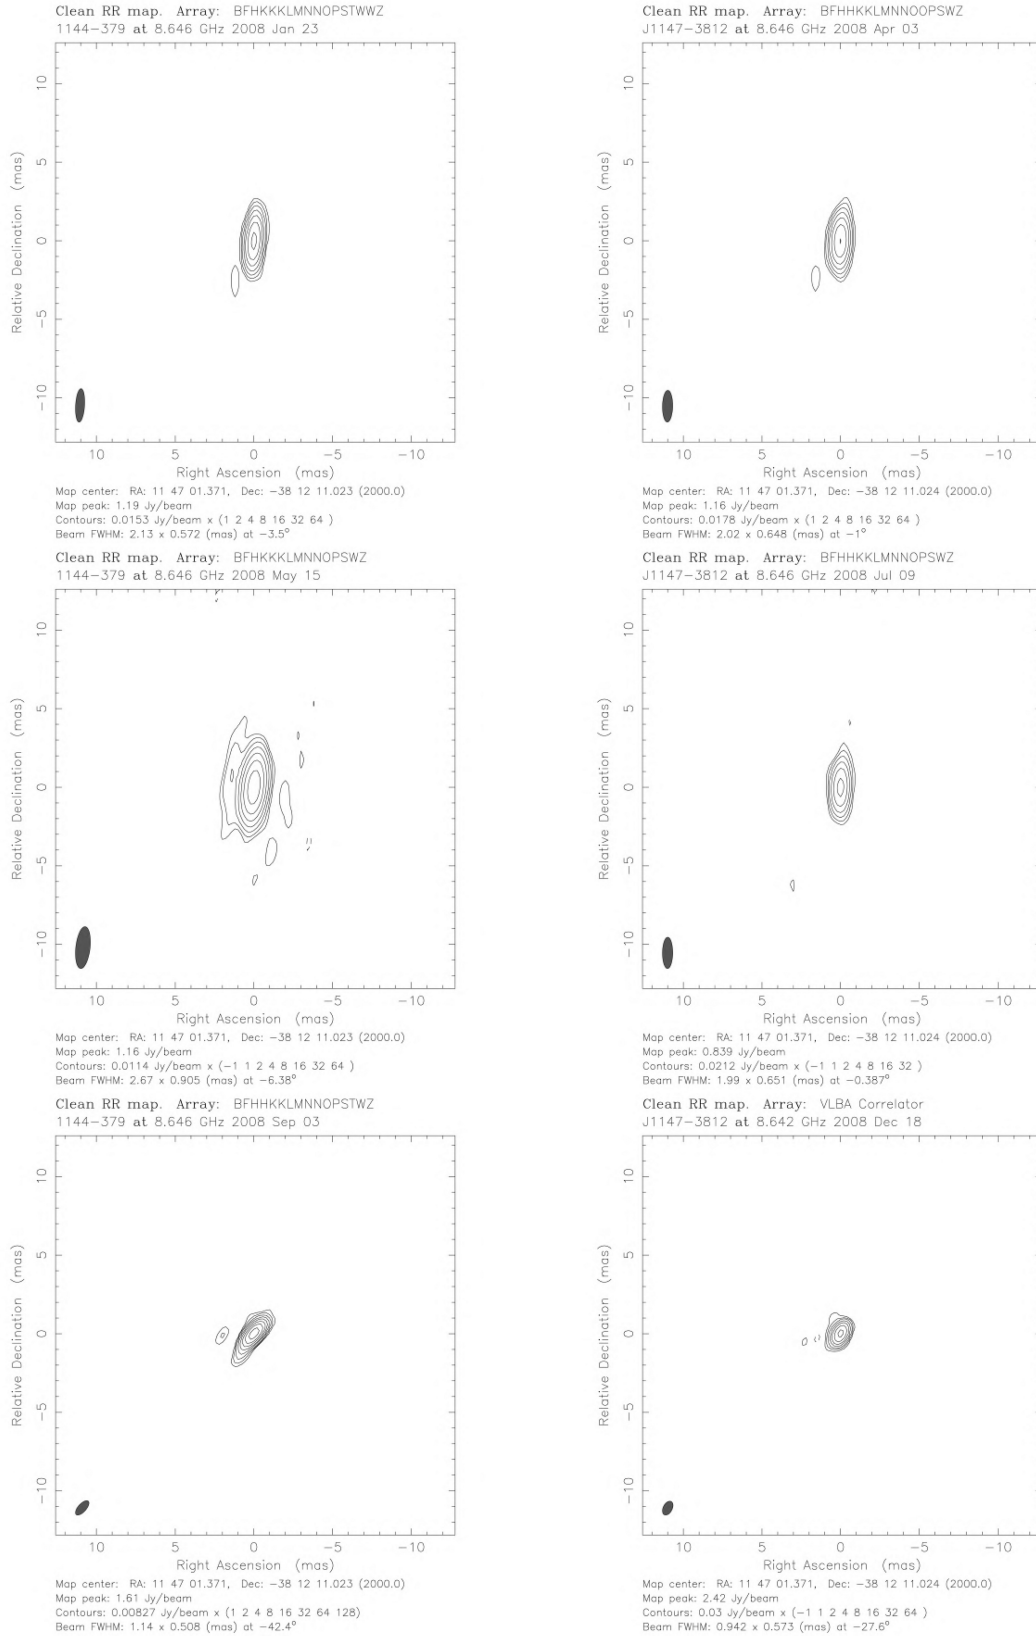 Clean RR map. Array: BFHKKKLMNNOPSTWWZ
1144-379 at 8.646 GHz 2008 Jan 23
10
5
0
-5
-10
Relative Declination (mas)
10 5 0 -5 -10
Right Ascension (mas)
Map center: RA: 11 47 01.371, Dec: -38 12 11.023 (2000.0)
Map peak: 1.19 Jy/beam
Contours: 0.0153 Jy/beam x (1 2 4 8 16 32 64 )
Beam FWHM: 2.13 x 0.572 (mas) at -3.5°
Clean RR map. Array: BFHHKKLMNNOOPSWZ
J1147-3812 at 8.646 GHz 2008 Apr 03
10
5
0
-5
-10
Relative Declination (mas)
10 5 0 -5 -10
Right Ascension (mas)
Map center: RA: 11 47 01.371, Dec: -38 12 11.024 (2000.0)
Map peak: 1.16 Jy/beam
Contours: 0.0178 Jy/beam x (1 2 4 8 16 32 64 )
Beam FWHM: 2.02 x 0.648 (mas) at -1°
Clean RR map. Array: BFHKKKLMNNOPSWZ
1144-379 at 8.646 GHz 2008 May 15
10
5
0
-5
-10
Relative Declination (mas)
10 5 0 -5 -10
Right Ascension (mas)
Map center: RA: 11 47 01.371, Dec: -38 12 11.023 (2000.0)
Map peak: 1.16 Jy/beam
Contours: 0.0114 Jy/beam x (-1 1 2 4 8 16 32 64 )
Beam FWHM: 2.67 x 0.905 (mas) at -6.38°
Clean RR map. Array: BFHHKKLMNNOOPSWZ
J1147-3812 at 8.646 GHz 2008 Jul 09
10
5
0
-5
-10
Relative Declination (mas)
10 5 0 -5 -10
Right Ascension (mas)
Map center: RA: 11 47 01.371, Dec: -38 12 11.024 (2000.0)
Map peak: 0.839 Jy/beam
Contours: 0.0212 Jy/beam x (-1 1 2 4 8 16 32 )
Beam FWHM: 1.99 x 0.651 (mas) at -0.387°
Clean RR map. Array: BFHHKKLMNNOPSTWZ
1144-379 at 8.646 GHz 2008 Sep 03
10
5
0
-5
-10
Relative Declination (mas)
10 5 0 -5 -10
Right Ascension (mas)
Map center: RA: 11 47 01.371, Dec: -38 12 11.023 (2000.0)
Map peak: 1.61 Jy/beam
Contours: 0.00827 Jy/beam x (1 2 4 8 16 32 64 128)
Beam FWHM: 1.14 x 0.508 (mas) at -42.4°
Clean RR map. Array: VLBA Correlator
J1147-3812 at 8.642 GHz 2008 Dec 18
10
5
0
-5
-10
Relative Declination (mas)
10 5 0 -5 -10
Right Ascension (mas)
Map center: RA: 11 47 01.371, Dec: -38 12 11.024 (2000.0)
Map peak: 2.42 Jy/beam
Contours: 0.03 Jy/beam x (-1 1 2 4 8 16 32 64 )
Beam FWHM: 0.942 x 0.573 (mas) at -27.6°